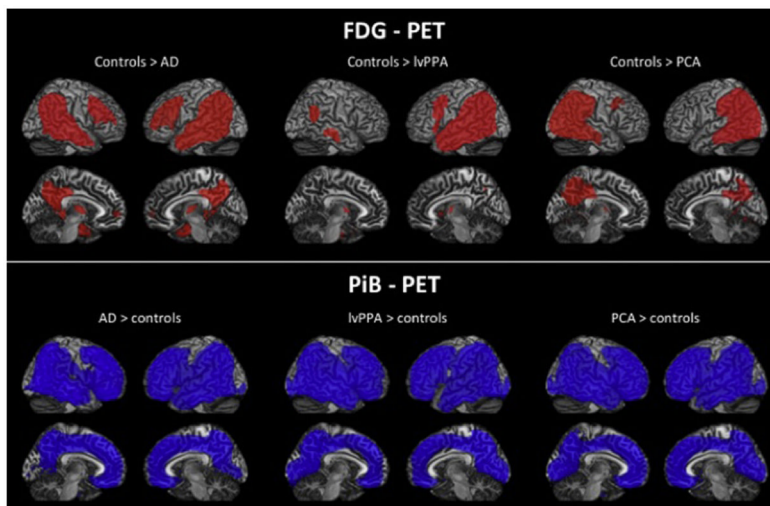 FDG - PET
Controls > AD
Controls > lvPPA
Controls > PCA
PiB - PET
AD > controls
lvPPA > controls
PCA > controls